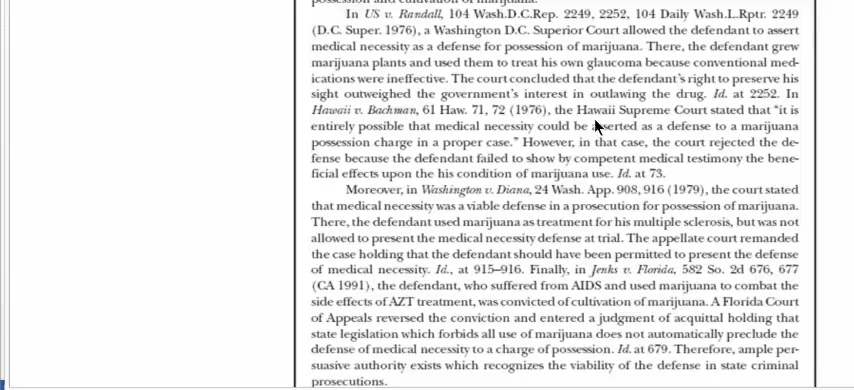 possession and cultivation of marijuana.
In US v. Randall, 104 Wash.D.C.Rep. 2249, 2252, 104 Daily Wash.L.Rptr. 2249
(D.C. Super. 1976), a Washington D.C. Superior Court allowed the defendant to assert
medical necessity as a defense for possession of marijuana. There, the defendant grew
marijuana plants and used them to treat his own glaucoma because conventional med-
ications were ineffective. The court concluded that the defendant's right to preserve his
sight outweighed the government's interest in outlawing the drug. Id. at 2252. In
Hawaii v. Bachman, 61 Haw. 71, 72 (1976), the Hawaii Supreme Court stated that “it is
entirely possible that medical necessity could be asserted as a defense to a marijuana
possession charge in a proper case.” However, in that case, the court rejected the de-
fense because the defendant failed to show by competent medical testimony the bene-
ficial effects upon the his condition of marijuana use. Id. at 73.
Moreover, in Washington v. Diana, 24 Wash. App. 908, 916 (1979), the court stated
that medical necessity was a viable defense in a prosecution for possession of marijuana.
There, the defendant used marijuana as treatment for his multiple sclerosis, but was not
allowed to present the medical necessity defense at trial. The appellate court remanded
the case holding that the defendant should have been permitted to present the defense
of medical necessity. Id., at 915–916. Finally, in Jenks v. Florida, 582 So. 2d 676, 677
(CA 1991), the defendant, who suffered from AIDS and used marijuana to combat the
side effects of AZT treatment, was convicted of cultivation of marijuana. A Florida Court
of Appeals reversed the conviction and entered a judgment of acquittal holding that
state legislation which forbids all use of marijuana does not automatically preclude the
defense of medical necessity to a charge of possession. Id. at 679. Therefore, ample per-
suasive authority exists which recognizes the viability of the defense in state criminal
prosecutions.